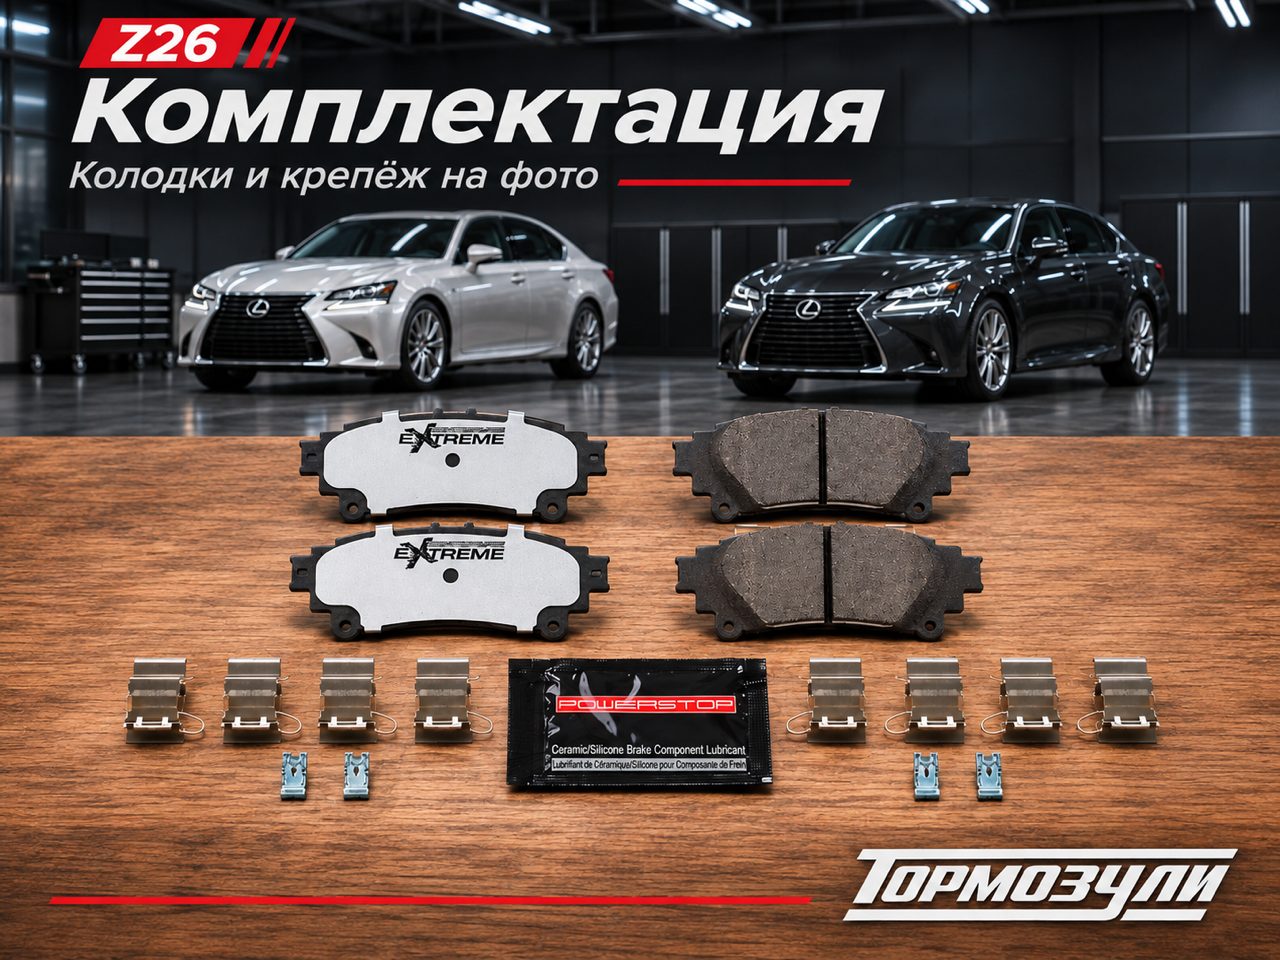 Z26
Комплектация
Колодки и крепёж на фото
EXTREME
EXTREME
POWERSTOP
Ceramic/Silicone Brake Component Lubricant
Lubrifiant de Céramique/Silicone pour Composante de Frein
ТОРМОЗУЛИ